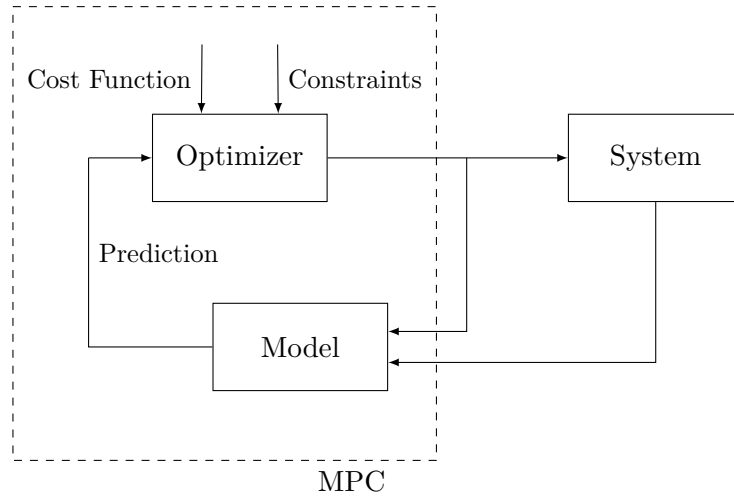 Cost Function
Constraints
Optimizer
System
Prediction
Model
MPC